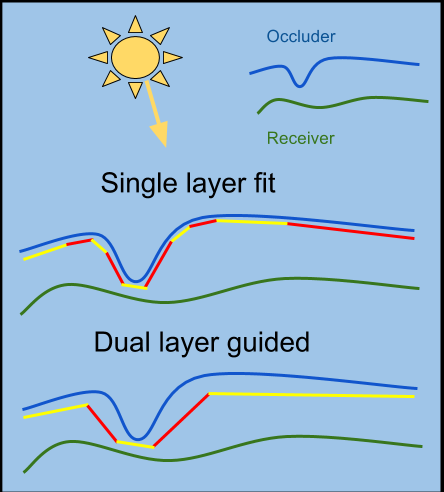 Occluder
Receiver
Single layer fit
Dual layer guided